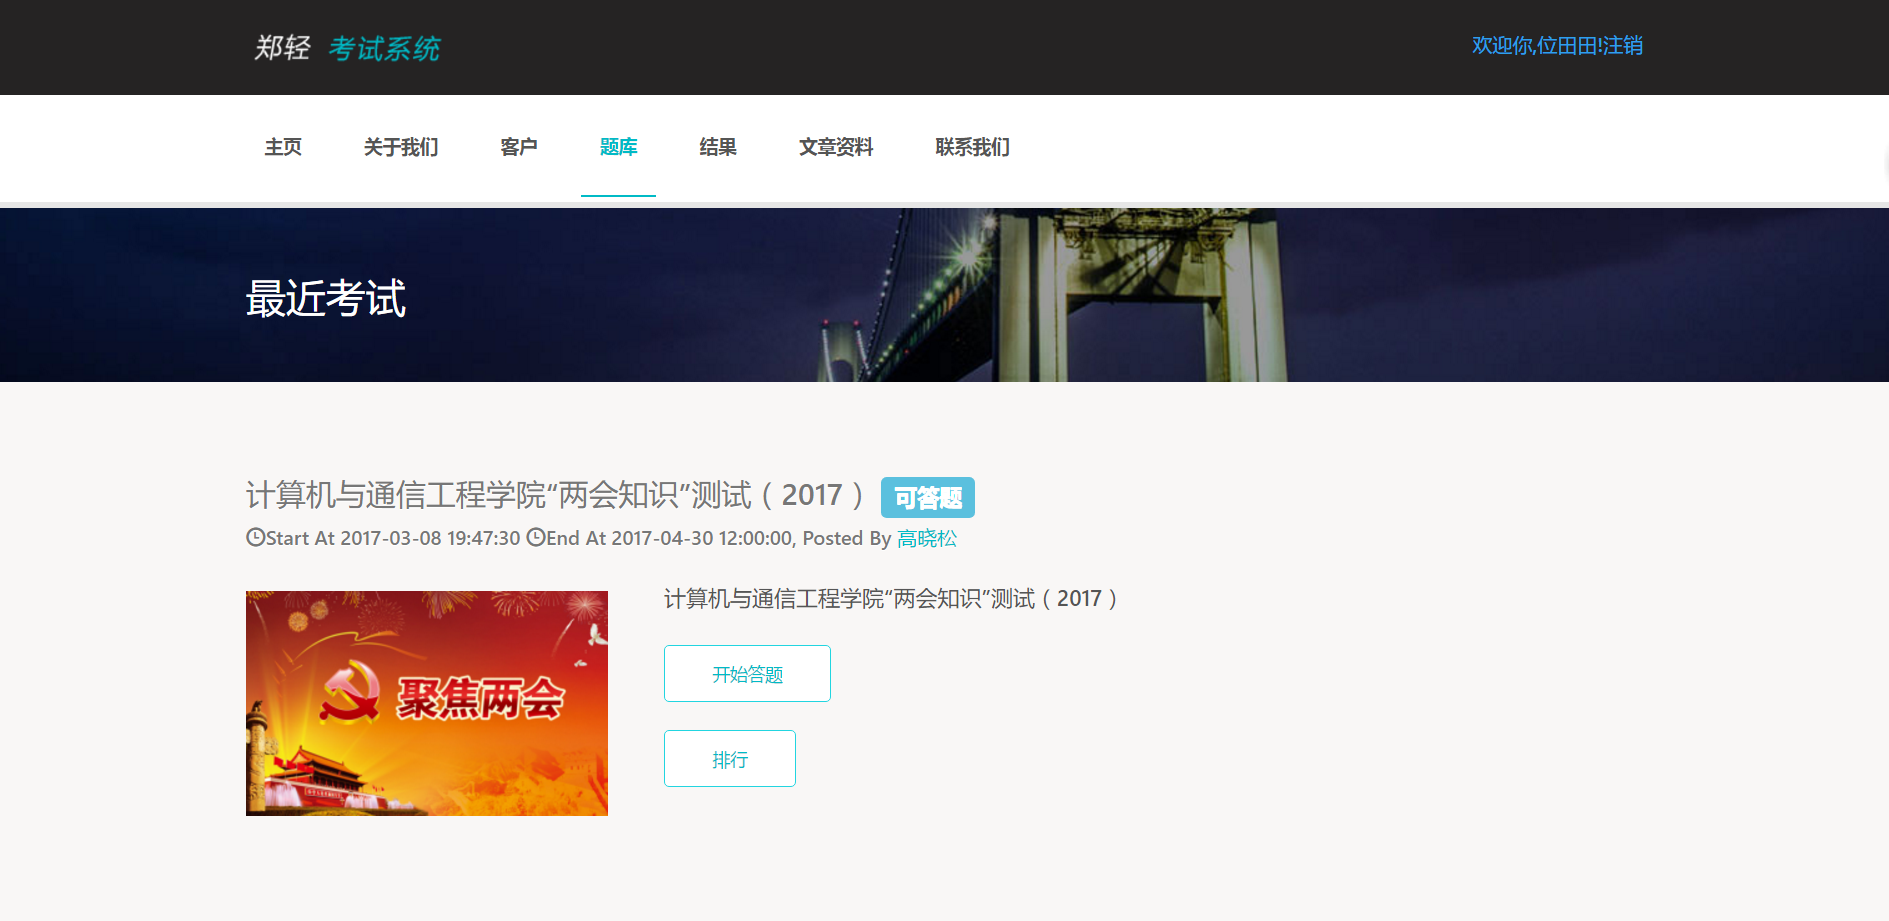 郑轻 考试系统
欢迎你,位田田!注销
主页 关于我们 客户 题库 结果 文章资料 联系我们
最近考试
计算机与通信工程学院“两会知识”测试（2017） 可答题
Start At 2017-03-08 19:47:30 End At 2017-04-30 12:00:00, Posted By 高晓松
计算机与通信工程学院“两会知识”测试（2017）
聚焦两会
开始答题
排行